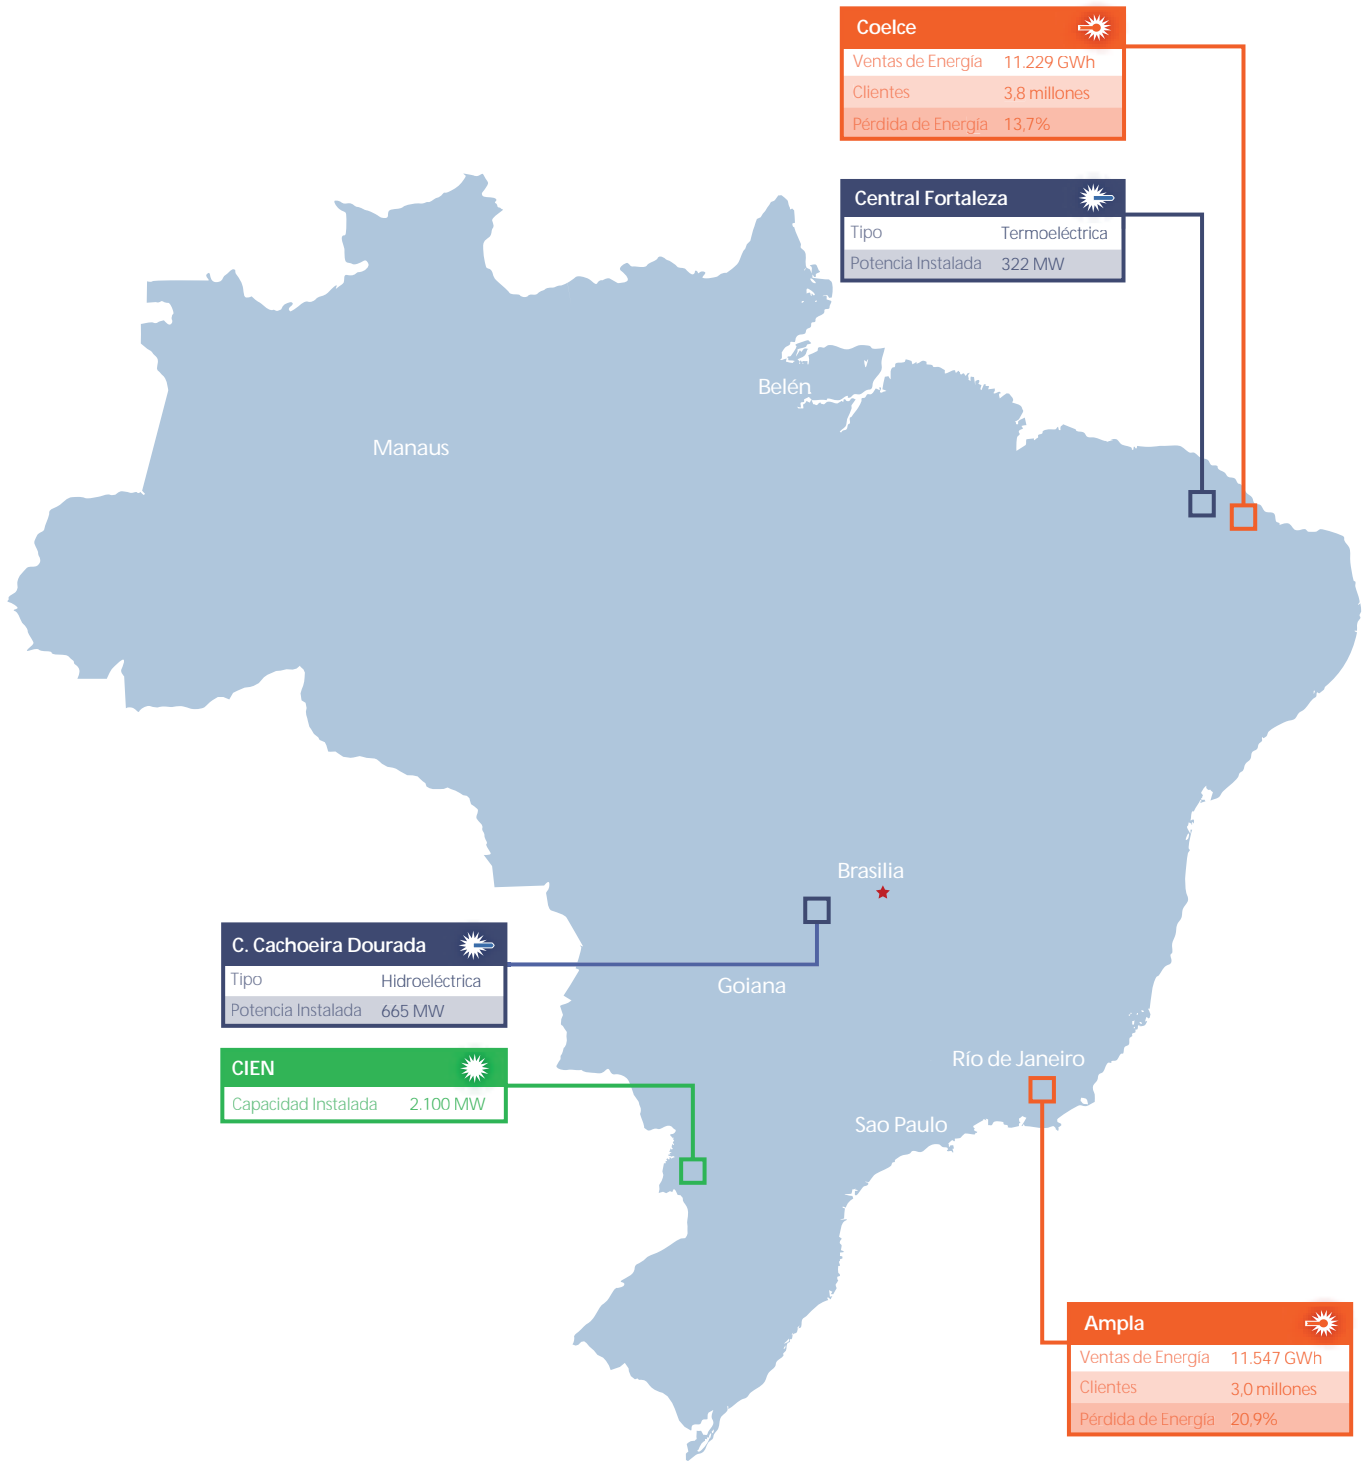 Coelce
Ventas de Energía 11.229 GWh
Clientes 3,8 millones
Pérdida de Energía 13,7%
Central Fortaleza
Tipo Termoeléctrica
Potencia Instalada 322 MW
Belén
Manaus
Brasilia
C. Cachoeira Dourada
Tipo Hidroeléctrica
Potencia Instalada 665 MW
Goiana
CIEN
Capacidad Instalada 2.100 MW
Río de Janeiro
Sao Paulo
Ampla
Ventas de Energía 11.547 GWh
Clientes 3,0 millones
Pérdida de Energía 20,9%